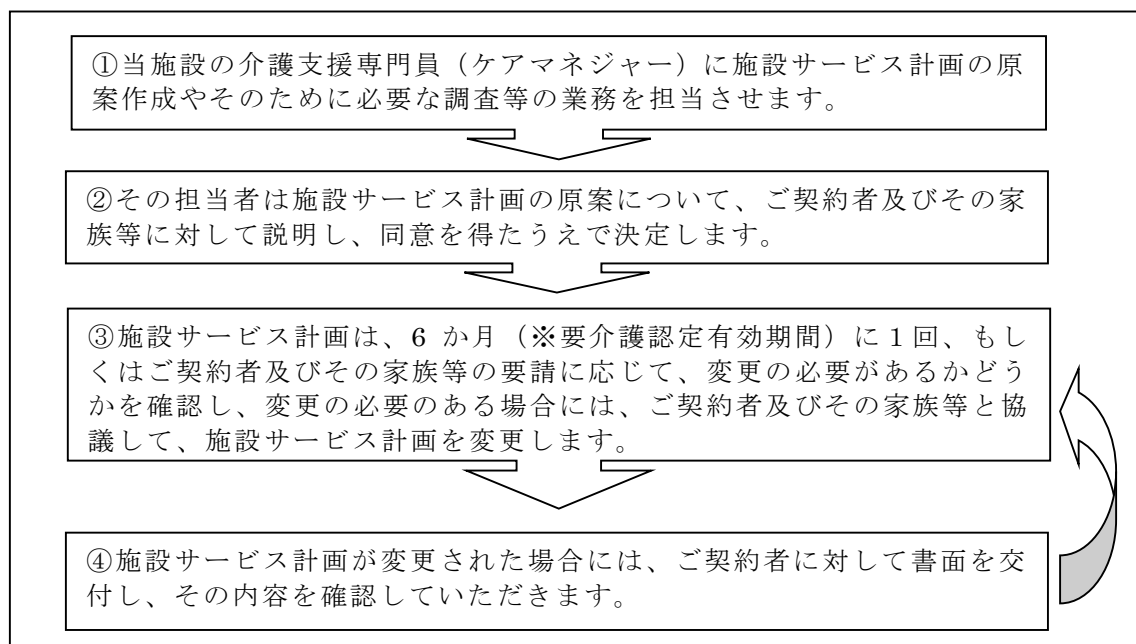 ①当施設の介護支援専門員（ケアマネジャー）に施設サービス計画の原
案作成やそのために必要な調査等の業務を担当させます。
②その担当者は施設サービス計画の原案について、ご契約者及びその家
族等に対して説明し、同意を得たうえで決定します。
③施設サービス計画は、6 か月（※要介護認定有効期間）に１回、もし
くはご契約者及びその家族等の要請に応じて、変更の必要があるかどう
かを確認し、変更の必要のある場合には、ご契約者及びその家族等と協
議して、施設サービス計画を変更します。
④施設サービス計画が変更された場合には、ご契約者に対して書面を交
付し、その内容を確認していただきます。